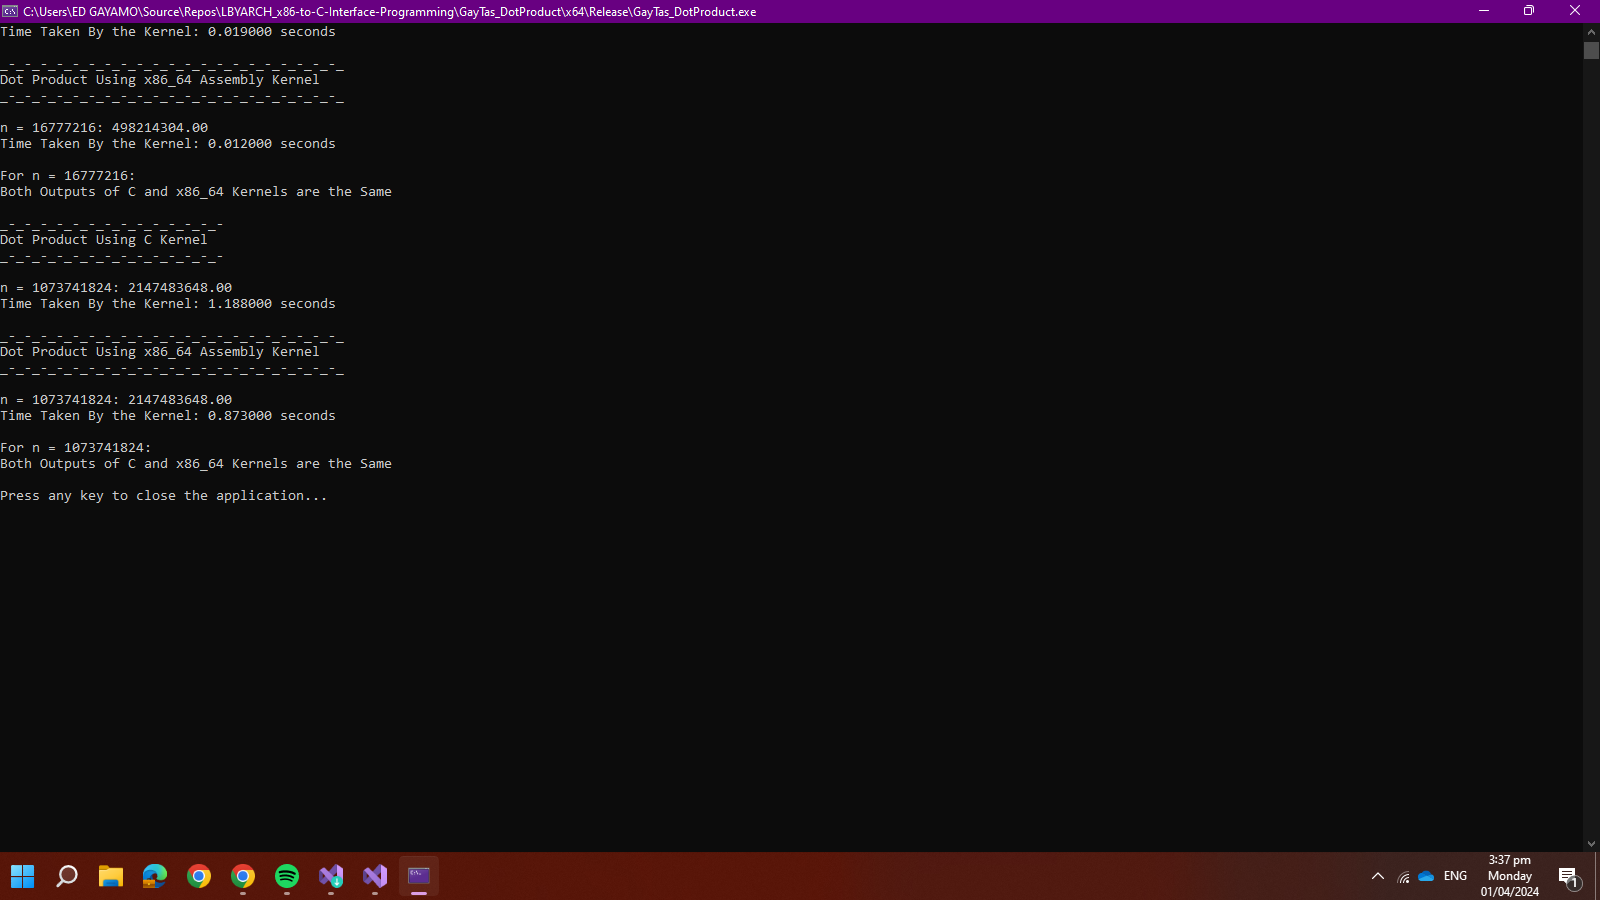 C:\Users\ED GAYAMO\Source\Repos\LBYARCH_x86-to-C-Interface-Programming\GayTas_DotProduct\x64\Release\GayTas_DotProduct.exe
Time Taken By the Kernel: 0.019000 seconds
_-_-_-_-_-_-_-_-_-_-_-_-_-_-_-_-_-_-_-_-_-_
Dot Product Using x86_64 Assembly Kernel
_-_-_-_-_-_-_-_-_-_-_-_-_-_-_-_-_-_-_-_-_-_
n = 16777216: 498214304.00
Time Taken By the Kernel: 0.012000 seconds
For n = 16777216:
Both Outputs of C and x86_64 Kernels are the Same
_-_-_-_-_-_-_-_-_-_-_-_-_-_-
Dot Product Using C Kernel
_-_-_-_-_-_-_-_-_-_-_-_-_-_-
n = 1073741824: 2147483648.00
Time Taken By the Kernel: 1.188000 seconds
_-_-_-_-_-_-_-_-_-_-_-_-_-_-_-_-_-_-_-_-_-_
Dot Product Using x86_64 Assembly Kernel
_-_-_-_-_-_-_-_-_-_-_-_-_-_-_-_-_-_-_-_-_-_
n = 1073741824: 2147483648.00
Time Taken By the Kernel: 0.873000 seconds
For n = 1073741824:
Both Outputs of C and x86_64 Kernels are the Same
Press any key to close the application...
ENG
3:37 pm
Monday
01/04/2024
1